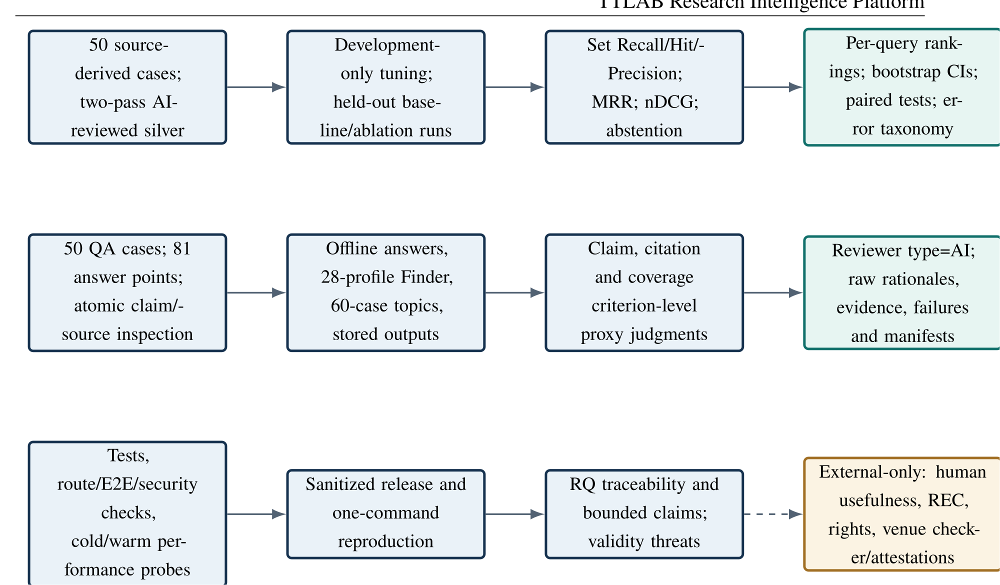 TTLAB Research Intelligence Platform
50 source-
derived cases;
two-pass AI-
reviewed silver
Development-
only tuning;
held-out base-
line/ablation runs
Set Recall/Hit/-
Precision;
MRR; nDCG;
abstention
Per-query rank-
ings; bootstrap CIs;
paired tests; er-
ror taxonomy
50 QA cases; 81
answer points;
atomic claim/-
source inspection
Offline answers,
28-profile Finder,
60-case topics,
stored outputs
Claim, citation
and coverage
criterion-level
proxy judgments
Reviewer type=AI;
raw rationales,
evidence, failures
and manifests
Tests,
route/E2E/security
checks,
cold/warm per-
formance probes
Sanitized release and
one-command
reproduction
RQ traceability and
bounded claims;
validity threats
External-only: human
usefulness, REC,
rights, venue check-
er/attestations